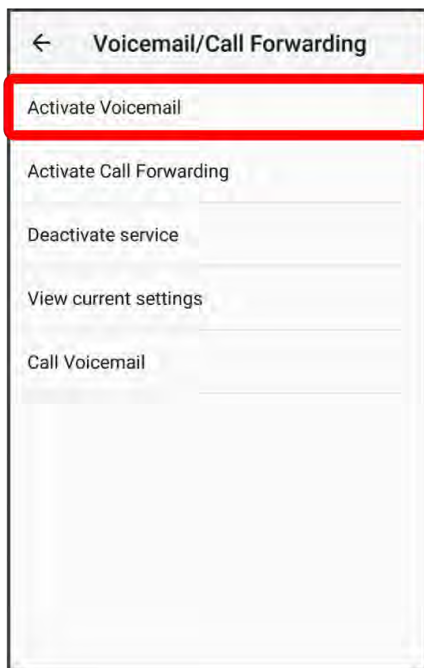 Voicemail/Call Forwarding
Activate Voicemail
Activate Call Forwarding
Deactivate service
View current settings
Call Voicemail